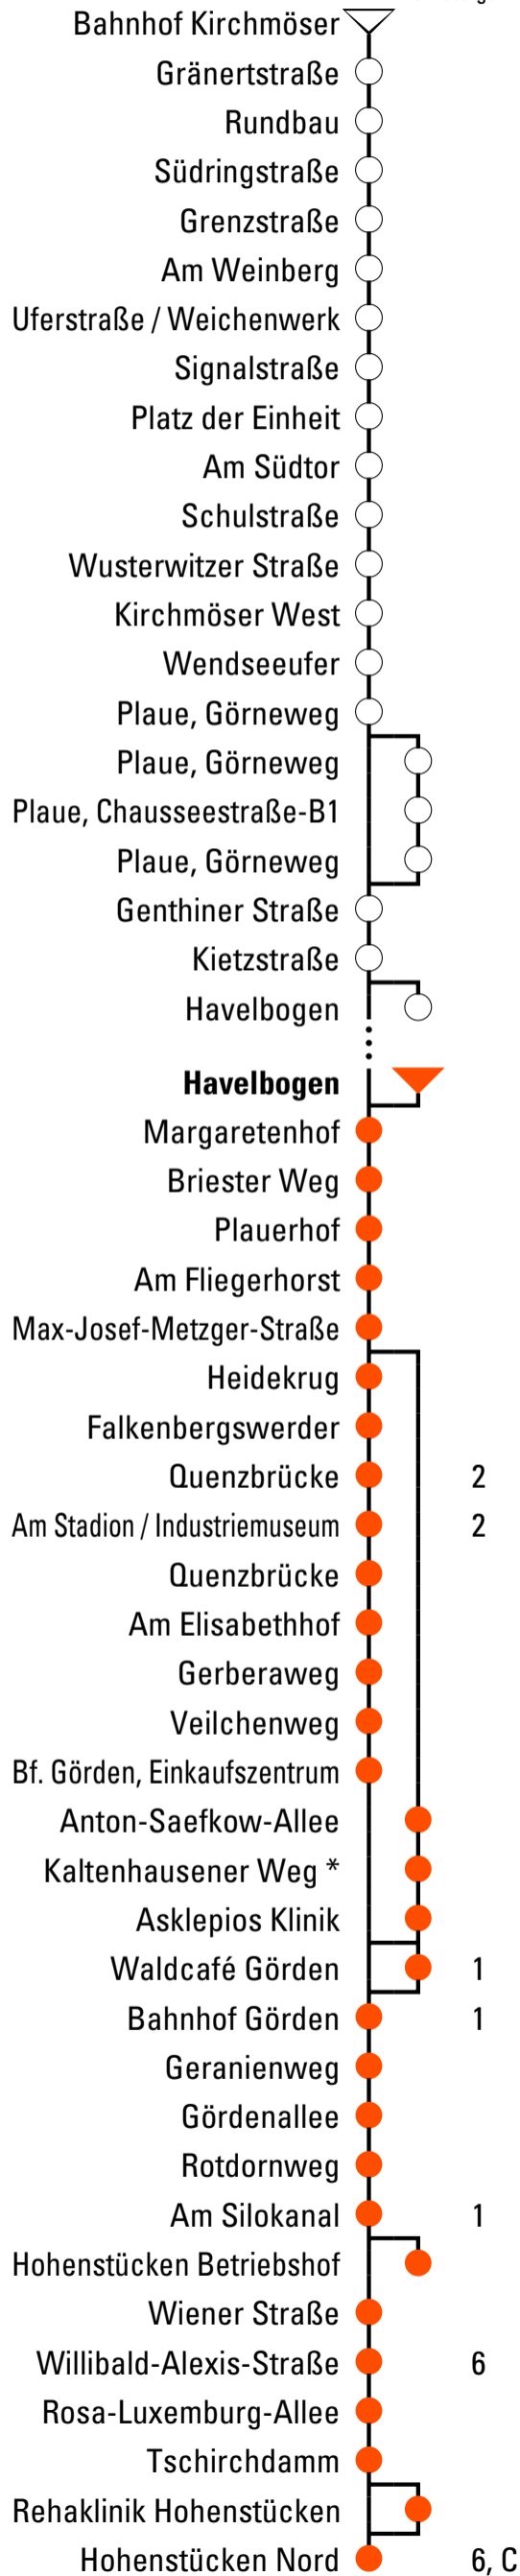 Bahnhof Kirchmöser
Gränertstraße
Rundbau
Südringstraße
Grenzstraße
Am Weinberg
Uferstraße / Weichenwerk
Signalstraße
Platz der Einheit
Am Südtor
Schulstraße
Wusterwitzer Straße
Kirchmöser West
Wendseeufer
Plaue, Görneweg
Plaue, Görneweg
Plaue, Chausseestraße-B1
Plaue, Görneweg
Genthiner Straße
Kietzstraße
Havelbogen
Havelbogen
Margaretenhof
Briester Weg
Plauerhof
Am Fliegerhorst
Max-Josef-Metzger-Straße
Heidekrug
Falkenbergswerder
Quenzbrücke 2
Am Stadion / Industriemuseum 2
Quenzbrücke
Am Elisabethhof
Gerberaweg
Veilchenweg
Bf. Görden, Einkaufszentrum
Anton-Saefkow-Allee
Kaltenhausener Weg *
Asklepios Klinik
Waldcafé Görden 1
Bahnhof Görden 1
Geranienweg
Gördenallee
Rotdornweg
Am Silokanal 1
Hohenstücken Betriebshof
Wiener Straße
Willibald-Alexis-Straße 6
Rosa-Luxemburg-Allee
Tschirchdamm
Rehaklinik Hohenstücken
Hohenstücken Nord 6, C